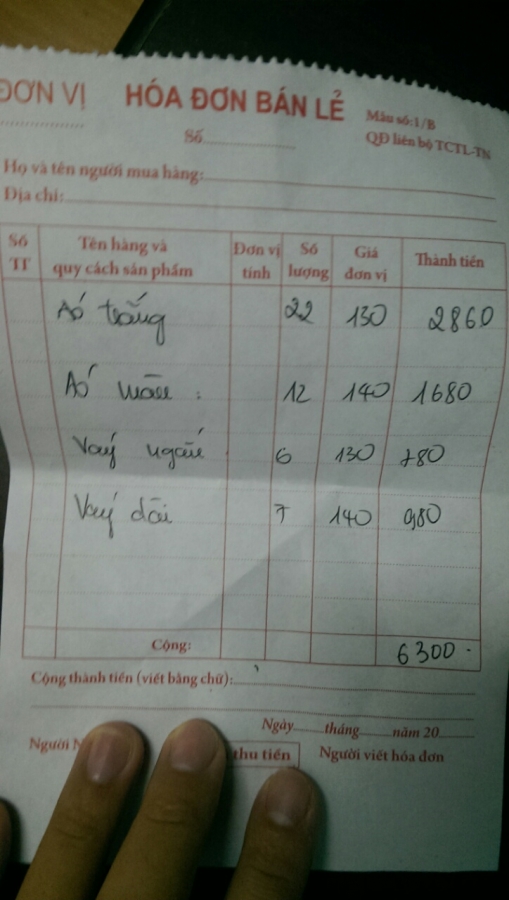 ĐƠN VỊ HÓA ĐƠN BÁN LẺ Mẫu số:1/B
Số QĐ liên bộ TCTL-TN
Họ và tên người mua hàng:
Địa chỉ:
Số TT Tên hàng và quy cách sản phẩm Đơn vị tính Số lượng Giá đơn vị Thành tiền
Áo trắng 22 130 2860
Áo màu : 12 140 1680
Váy ngắn 6 130 780
Váy dài 7 140 980
Cộng: 6300
Cộng thành tiền (viết bằng chữ):
Ngày tháng năm 20
Người thu tiền Người viết hóa đơn